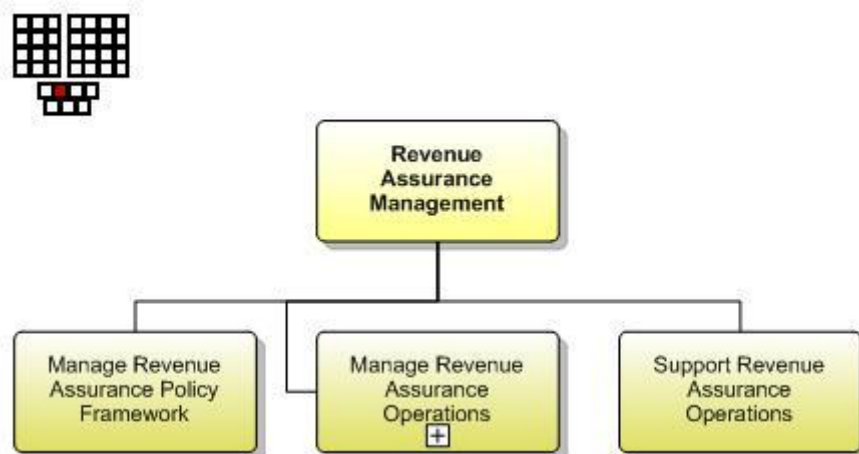 Revenue
Assurance
Management
Manage Revenue
Assurance Policy
Framework
Manage Revenue
Assurance
Operations
Support Revenue
Assurance
Operations